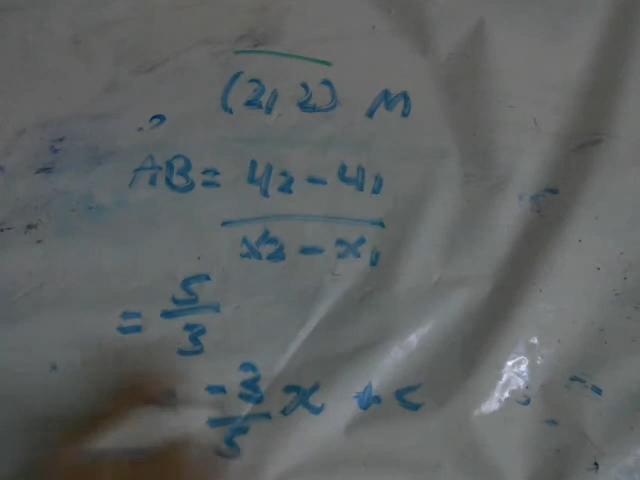 (2, 2) M
AB = y2 - y1
x2 - x1
= 5
3
-3
5 x + c